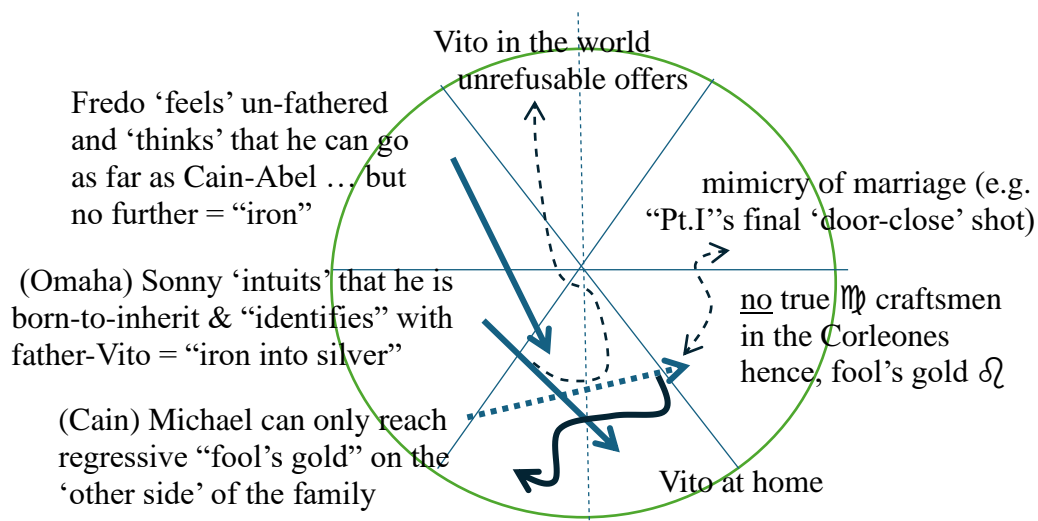 Vito in the world
unrefusable offers
Fredo ‘feels’ un-fathered
and ‘thinks’ that he can go
as far as Cain-Abel … but
no further = “iron”
mimicry of marriage (e.g.
“Pt.I’’s final ‘door-close’ shot)
(Omaha) Sonny ‘intuits’ that he is
born-to-inherit & “identifies” with
father-Vito = “iron into silver”
no true ♍ craftsmen
in the Corleones
hence, fool’s gold ♌
(Cain) Michael can only reach
regressive “fool’s gold” on the
‘other side’ of the family
Vito at home